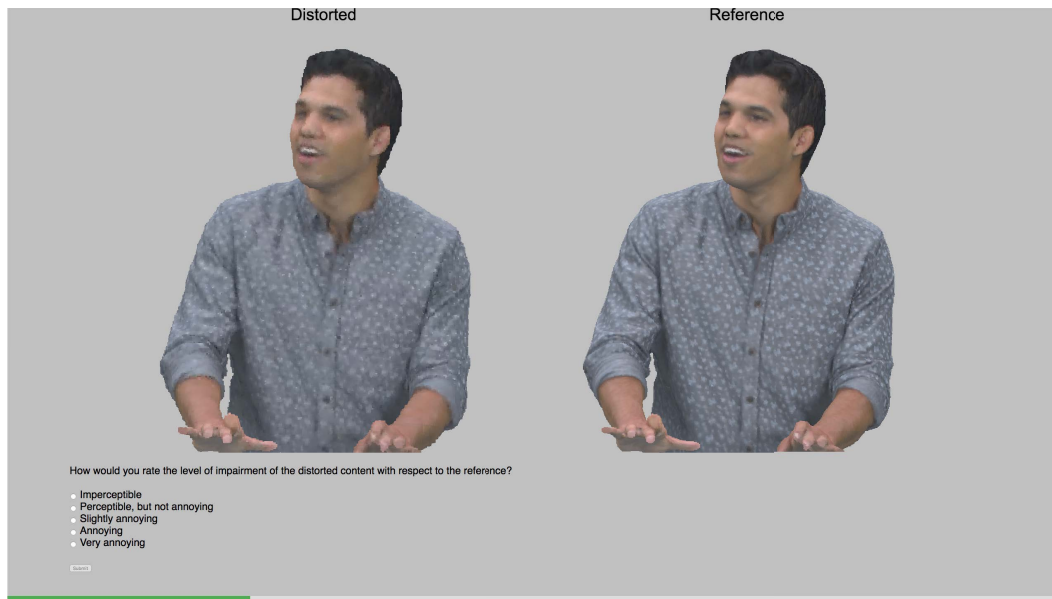 Distorted
Reference
How would you rate the level of impairment of the distorted content with respect to the reference?
Imperceptible
Perceptible, but not annoying
Slightly annoying
Annoying
Very annoying
Submit